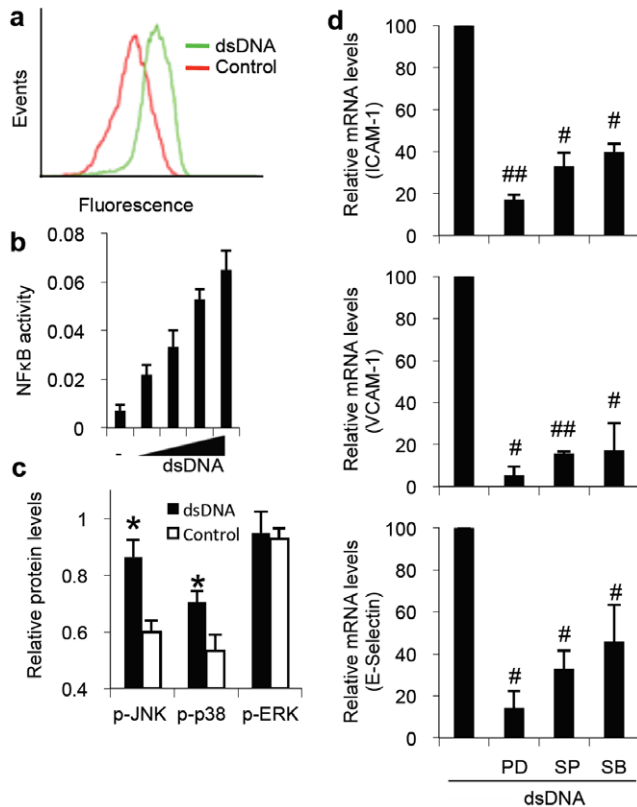 a
dsDNA
Control
Events
Fluorescence
b
NFκB activity
0.08
0.06
0.04
0.02
0
-
dsDNA
c
Relative protein levels
1
0.8
0.6
0.4
dsDNA
Control
*
*
p-JNK p-p38 p-ERK
d
Relative mRNA levels
(ICAM-1)
100
80
60
40
20
0
## # #
Relative mRNA levels
(VCAM-1)
100
80
60
40
20
0
# ## #
Relative mRNA levels
(E-Selectin)
100
80
60
40
20
0
# # #
PD SP SB
dsDNA